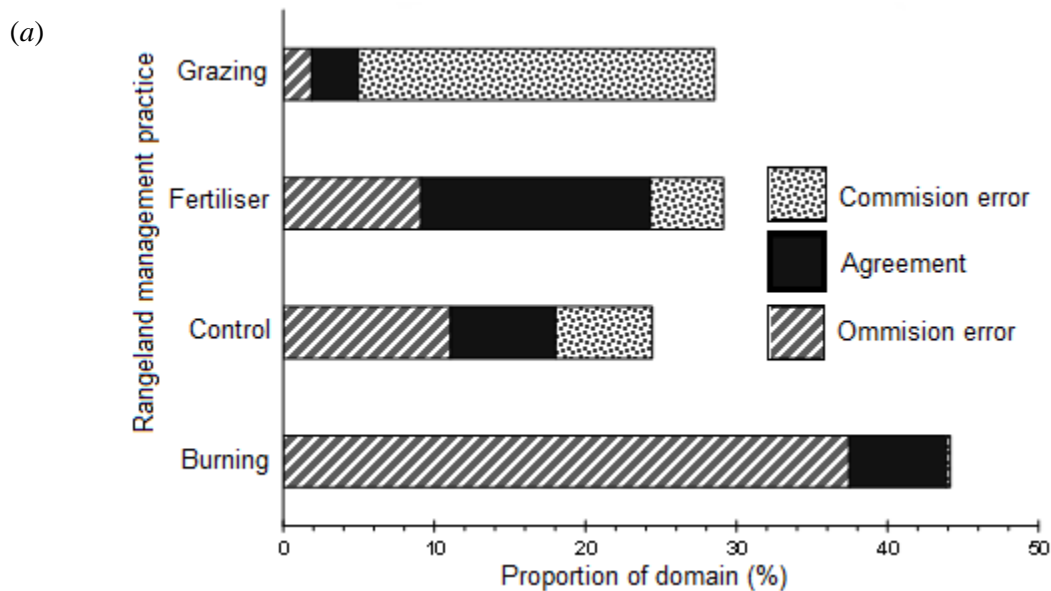 (a)
Rangeland management practice
Grazing
Fertiliser
Control
Burning
Commision error
Agreement
Ommision error
0 10 20 30 40 50
Proportion of domain (%)